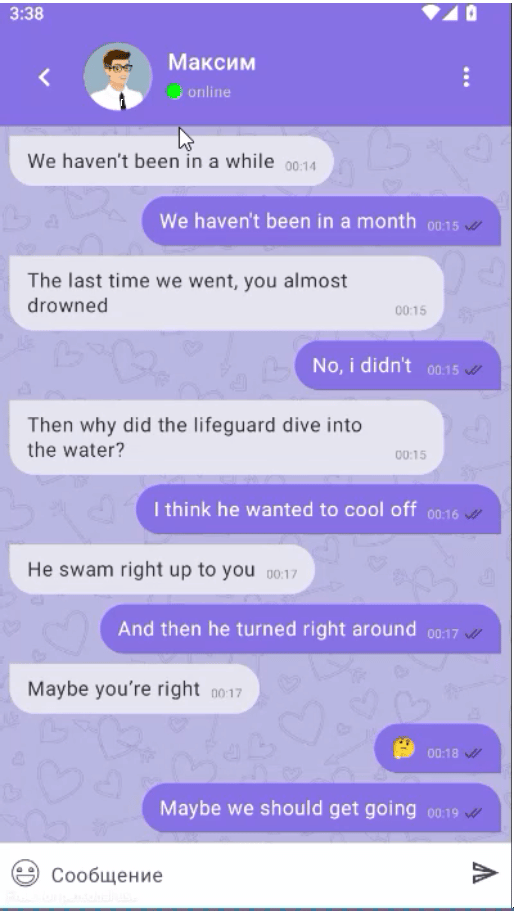 3:38
Максим
online
We haven't been in a while 00:14
We haven't been in a month 00:15
The last time we went, you almost
drowned 00:15
No, i didn't 00:15
Then why did the lifeguard dive into
the water? 00:15
I think he wanted to cool off 00:16
He swam right up to you 00:17
And then he turned right around 00:17
Maybe you’re right 00:17
🤔 00:18
Maybe we should get going 00:19
Сообщение